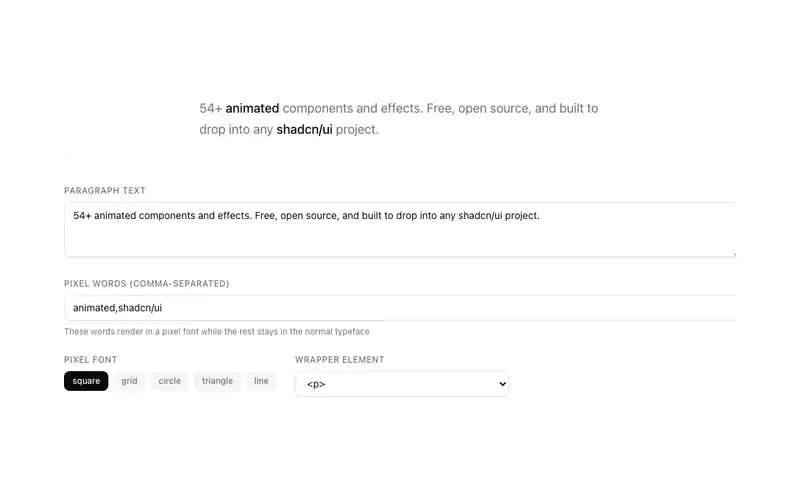 54+ animated components and effects. Free, open source, and built to
drop into any shadcn/ui project.
PARAGRAPH TEXT
54+ animated components and effects. Free, open source, and built to drop into any shadcn/ui project.
PIXEL WORDS (COMMA-SEPARATED)
animated,shadcn/ui
These words render in a pixel font while the rest stays in the normal typeface
PIXEL FONT
square grid circle triangle line
WRAPPER ELEMENT
<p>